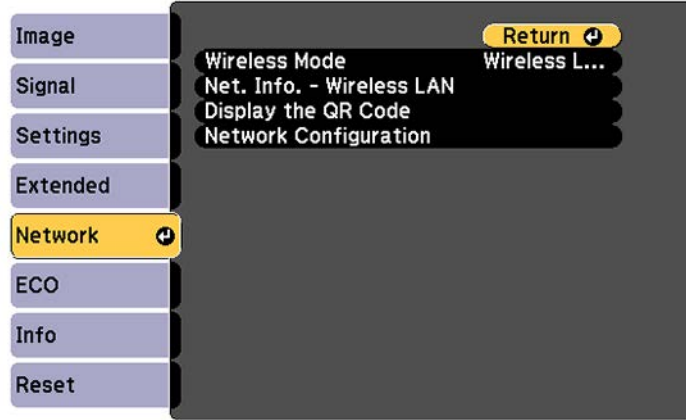 Image
Signal
Settings
Extended
Network
ECO
Info
Reset
Return
Wireless Mode Wireless L...
Net. Info. - Wireless LAN
Display the QR Code
Network Configuration